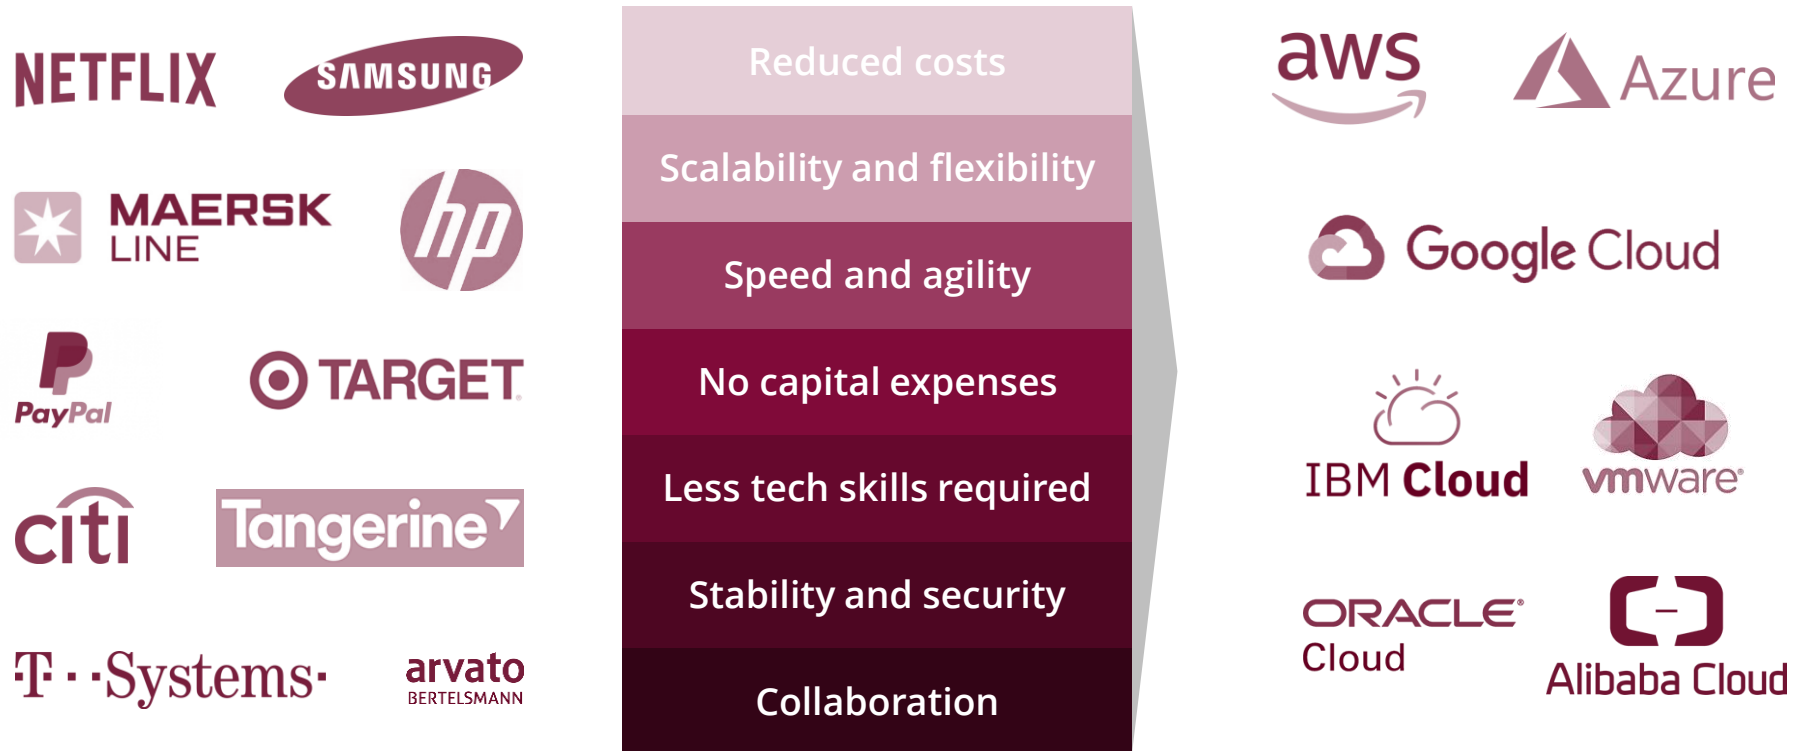 NETFLIX
SAMSUNG
MAERSK
LINE
hp
PayPal
TARGET
citi
Tangerine
T··Systems·
arvato
BERTELSMANN
Reduced costs
Scalability and flexibility
Speed and agility
No capital expenses
Less tech skills required
Stability and security
Collaboration
aws
Azure
Google Cloud
IBM Cloud
vmware®
ORACLE®
Cloud
Alibaba Cloud